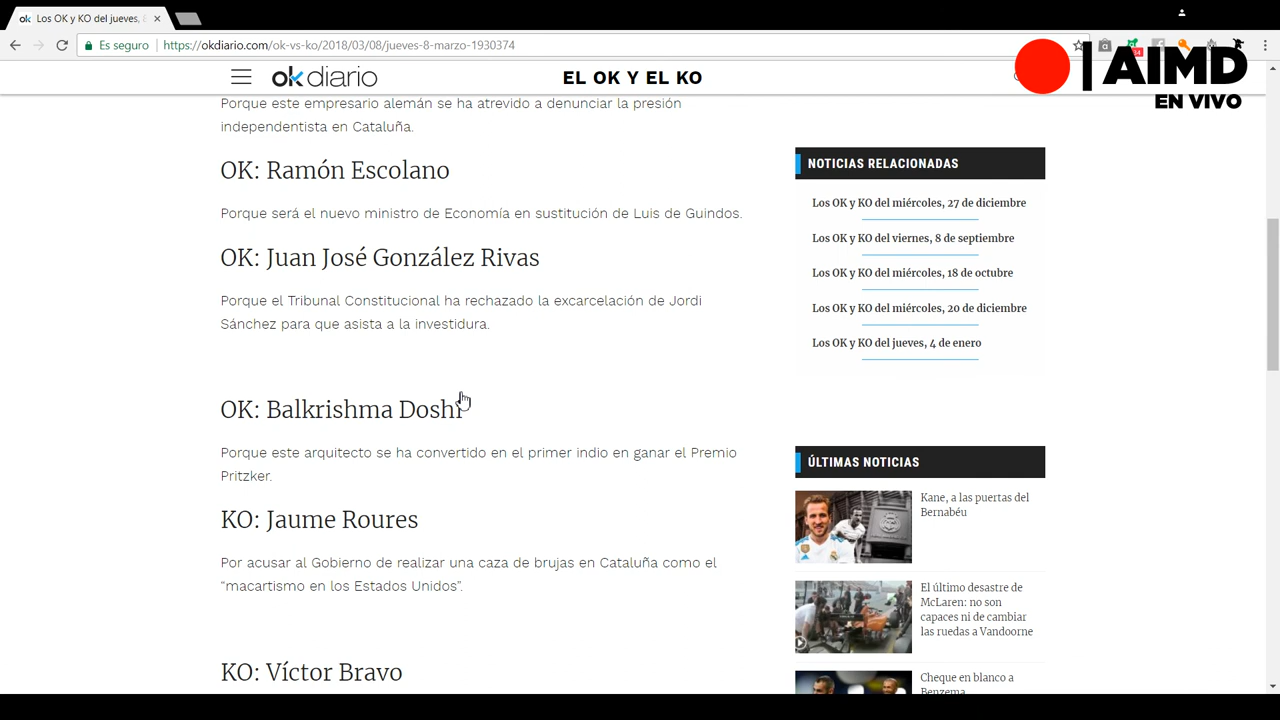 Los OK y KO del jueves, 8
Es seguro
https://okdiario.com/ok-vs-ko/2018/03/08/jueves-8-marzo-1930374
AIMD
EN VIVO
okdiario
EL OK Y EL KO
Porque este empresario alemán se ha atrevido a denunciar la presión
independentista en Cataluña.
OK: Ramón Escolano
Porque será el nuevo ministro de Economía en sustitución de Luis de Guindos.
OK: Juan José González Rivas
Porque el Tribunal Constitucional ha rechazado la excarcelación de Jordi
Sánchez para que asista a la investidura.
OK: Balkrishma Doshi
Porque este arquitecto se ha convertido en el primer indio en ganar el Premio
Pritzker.
KO: Jaume Roures
Por acusar al Gobierno de realizar una caza de brujas en Cataluña como el
“macartismo en los Estados Unidos”.
KO: Víctor Bravo
NOTICIAS RELACIONADAS
Los OK y KO del miércoles, 27 de diciembre
Los OK y KO del viernes, 8 de septiembre
Los OK y KO del miércoles, 18 de octubre
Los OK y KO del miércoles, 20 de diciembre
Los OK y KO del jueves, 4 de enero
ÚLTIMAS NOTICIAS
Kane, a las puertas del
Bernabéu
El último desastre de
McLaren: no son
capaces ni de cambiar
las ruedas a Vandoorne
Cheque en blanco a
Benzema